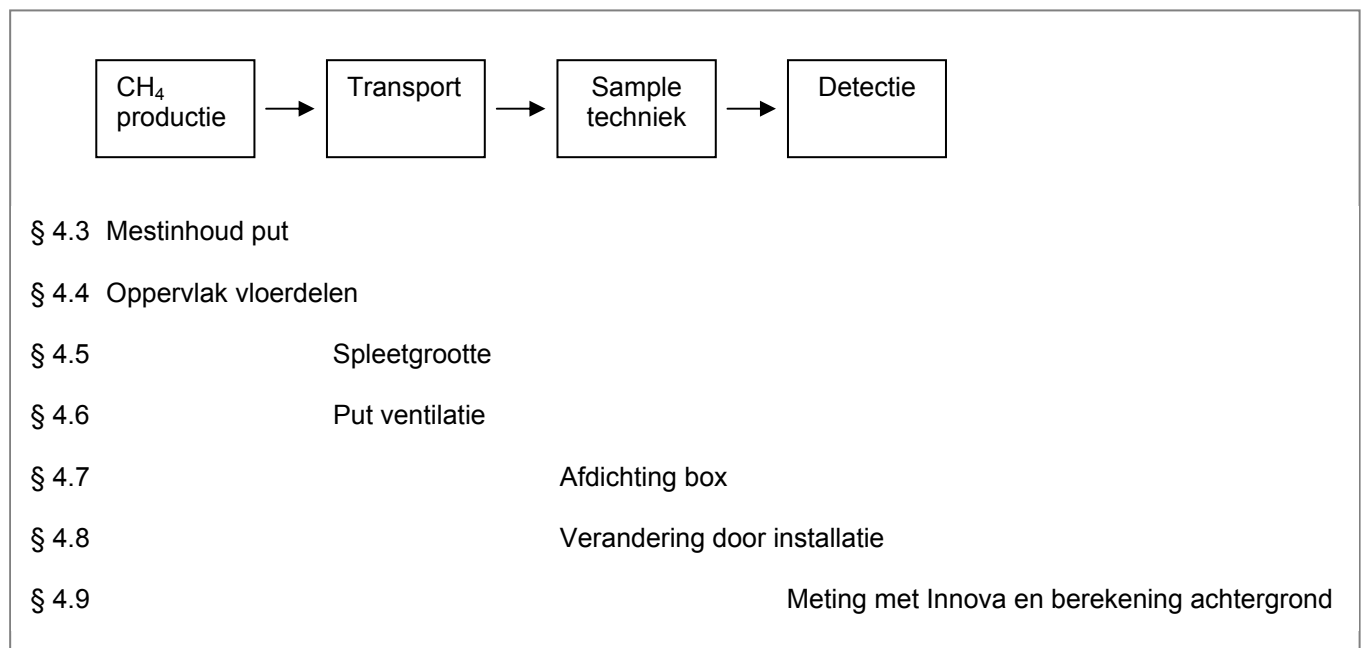 CH₄ productie
Transport
Sample techniek
Detectie
§ 4.3 Mestinhoud put
§ 4.4 Oppervlak vloerdelen
§ 4.5 Spleetgrootte
§ 4.6 Put ventilatie
§ 4.7 Afdichting box
§ 4.8 Verandering door installatie
§ 4.9 Meting met Innova en berekening achtergrond